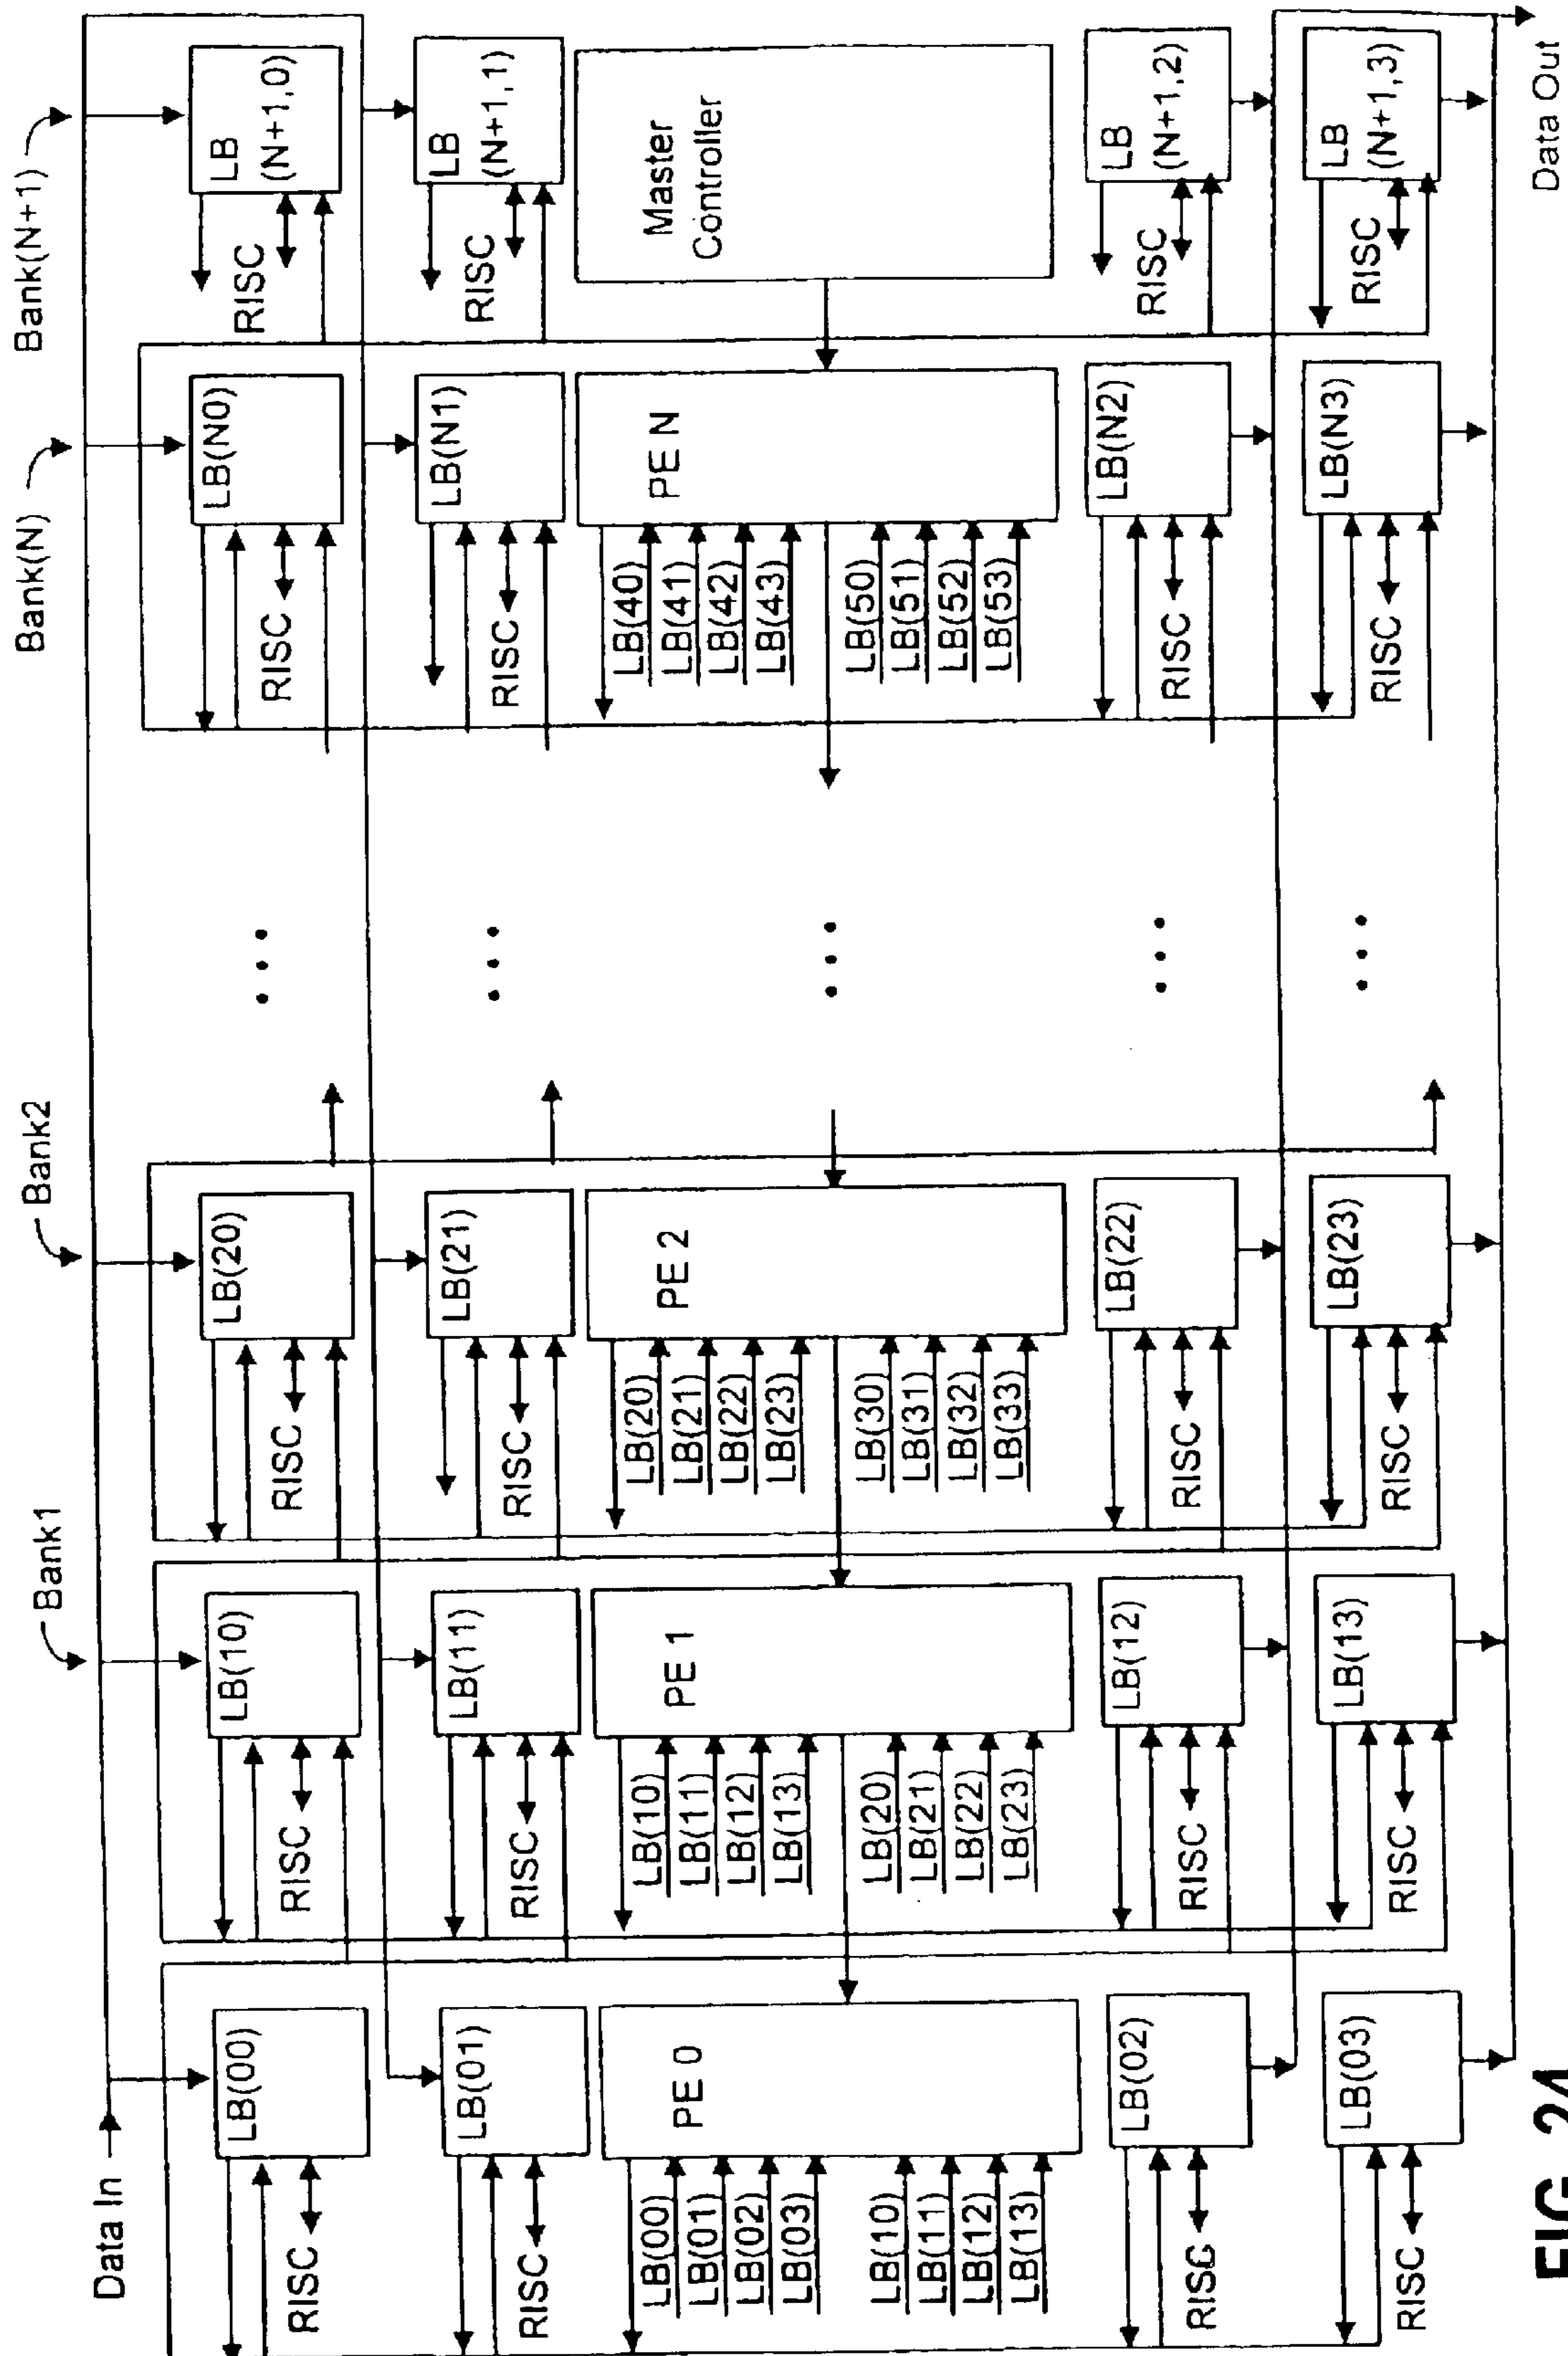 Data In
Bank1
Bank2
Bank(N)
Bank(N+1)
LB(00)
LB(10)
LB(20)
LB(N0)
LB
(N+1,0)
RISC
RISC
RISC
RISC
RISC
LB(01)
LB(11)
LB(21)
LB(N1)
LB
(N+1,1)
RISC
RISC
RISC
RISC
RISC
LB(00)
LB(01)
LB(02)
LB(03)
LB(10)
LB(11)
LB(12)
LB(13)
PE 0
LB(10)
LB(11)
LB(12)
LB(13)
LB(20)
LB(21)
LB(22)
LB(23)
PE 1
LB(20)
LB(21)
LB(22)
LB(23)
LB(30)
LB(31)
LB(32)
LB(33)
PE 2
LB(40)
LB(41)
LB(42)
LB(43)
LB(50)
LB(51)
LB(52)
LB(53)
PE N
Master
Controller
LB(02)
LB(12)
LB(22)
LB(N2)
LB
(N+1,2)
RISC
RISC
RISC
RISC
RISC
LB(03)
LB(13)
LB(23)
LB(N3)
LB
(N+1,3)
RISC
RISC
RISC
RISC
RISC
Data Out
FIG. 24